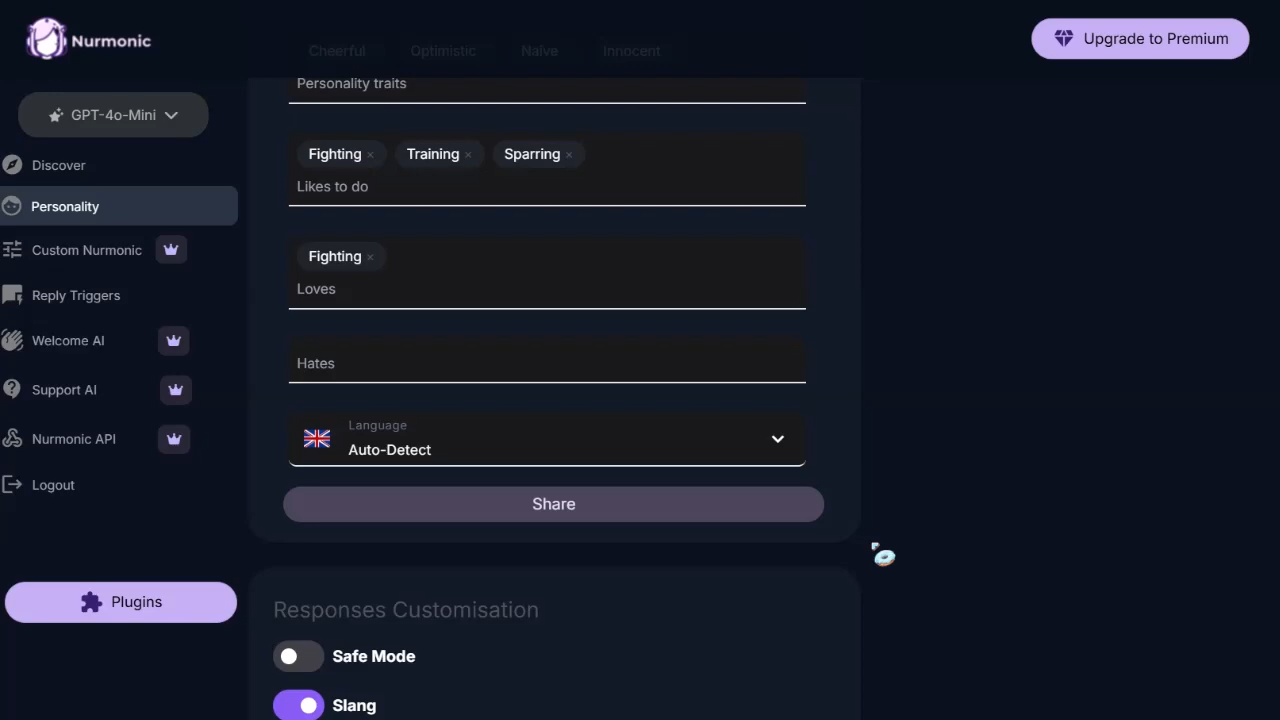 Nurmonic
Cheerful Optimistic Naive Innocent
Upgrade to Premium
Personality traits
GPT-4o-Mini
Discover
Personality
Custom Nurmonic
Reply Triggers
Welcome AI
Support AI
Nurmonic API
Logout
Plugins
Fighting × Training × Sparring ×
Likes to do
Fighting ×
Loves
Hates
Language
Auto-Detect
Share
Responses Customisation
Safe Mode
Slang